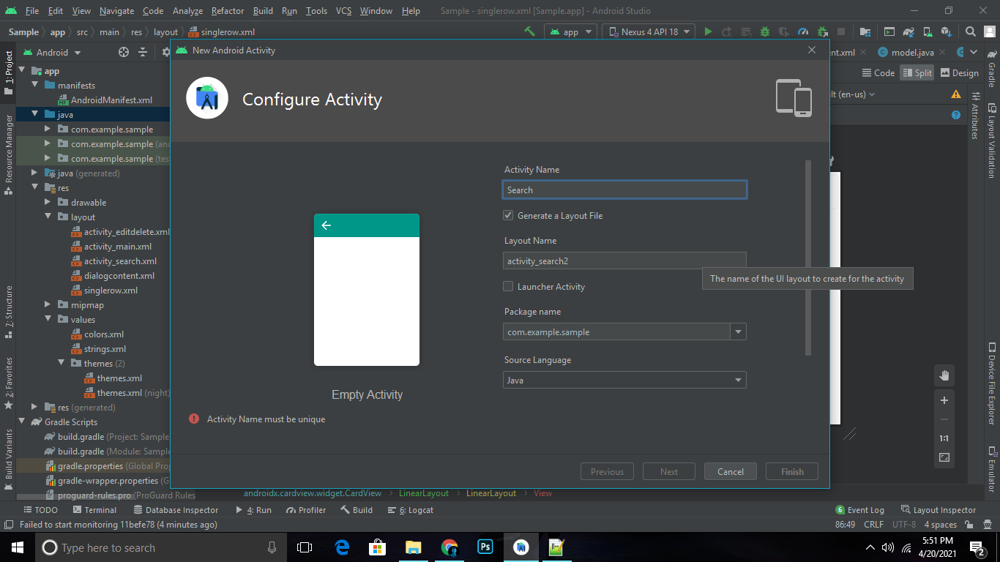 File Edit View Navigate Code Analyze Refactor Build Run Tools VCS Window Help Sample - singlerow.xml [Sample.app] - Android Studio
Sample app src main res layout singlerow.xml app Nexus 4 API 18
1: Project
Android
New Android Activity
ent.xml model.java
Code Split Design
lt (en-us)
Configure Activity
app
manifests
AndroidManifest.xml
java
com.example.sample
com.example.sample (and
com.example.sample (tes
java (generated)
res
drawable
layout
activity_editdelete.xml
activity_main.xml
activity_search.xml
dialogcontent.xml
singlerow.xml
mipmap
values
colors.xml
strings.xml
themes (2)
themes.xml
themes.xml (night)
res (generated)
Gradle Scripts
build.gradle (Project: Sample
build.gradle (Module: Sampl
gradle.properties (Global Prop
gradle-wrapper.properties (G
proguard-rules.pro (ProGuard Rules
Resource Manager
7: Structure
2: Favorites
Build Variants
Activity Name
Search
Generate a Layout File
Layout Name
activity_search2
The name of the UI layout to create for the activity
Launcher Activity
Package name
com.example.sample
Source Language
Java
Empty Activity
Activity Name must be unique
Previous Next Cancel Finish
Gradle
Attributes
Layout Validation
Device File Explorer
Emulator
1:1
androidx.cardview.widget.CardView LinearLayout LinearLayout View
TODO Terminal Database Inspector 4: Run Profiler Build 6: Logcat 6 Event Log Layout Inspector
Failed to start monitoring 11befe78 (4 minutes ago) 86:49 CRLF UTF-8 4 spaces
Type here to search
Ps
5:51 PM
4/20/2021
2